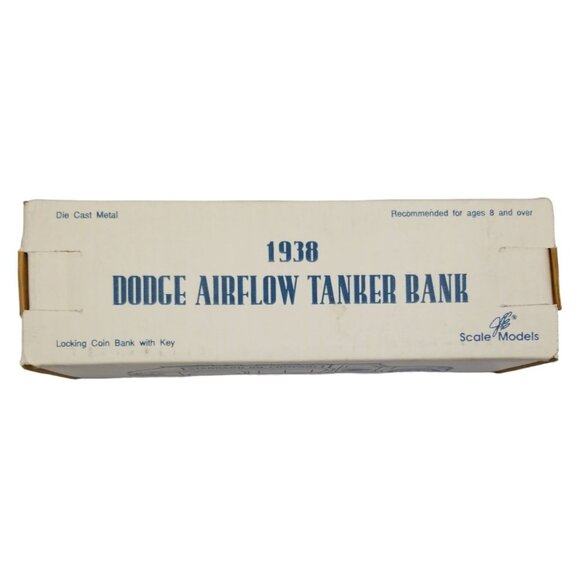 Die Cast Metal
Recommended for ages 8 and over
1938
DODGE AIRFLOW TANKER BANK
Locking Coin Bank with Key
Scale Models